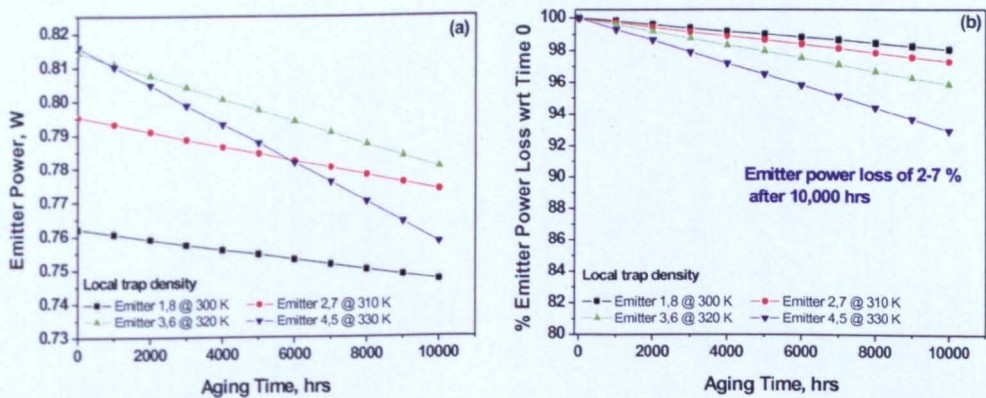 (a)
0.82
0.81
0.80
0.79
0.78
0.77
0.76
0.75
0.74
0.73
Emitter Power, W
Local trap density
Emitter 1,8 @ 300 K
Emitter 2,7 @ 310 K
Emitter 3,6 @ 320 K
Emitter 4,5 @ 330 K
0 2000 4000 6000 8000 10000
Aging Time, hrs
(b)
100
98
96
94
92
90
88
86
84
82
80
% Emitter Power Loss wrt Time 0
Emitter power loss of 2-7 %
after 10,000 hrs
Local trap density
Emitter 1,8 @ 300 K
Emitter 2,7 @ 310 K
Emitter 3,6 @ 320 K
Emitter 4,5 @ 330 K
0 2000 4000 6000 8000 10000
Aging Time, hrs